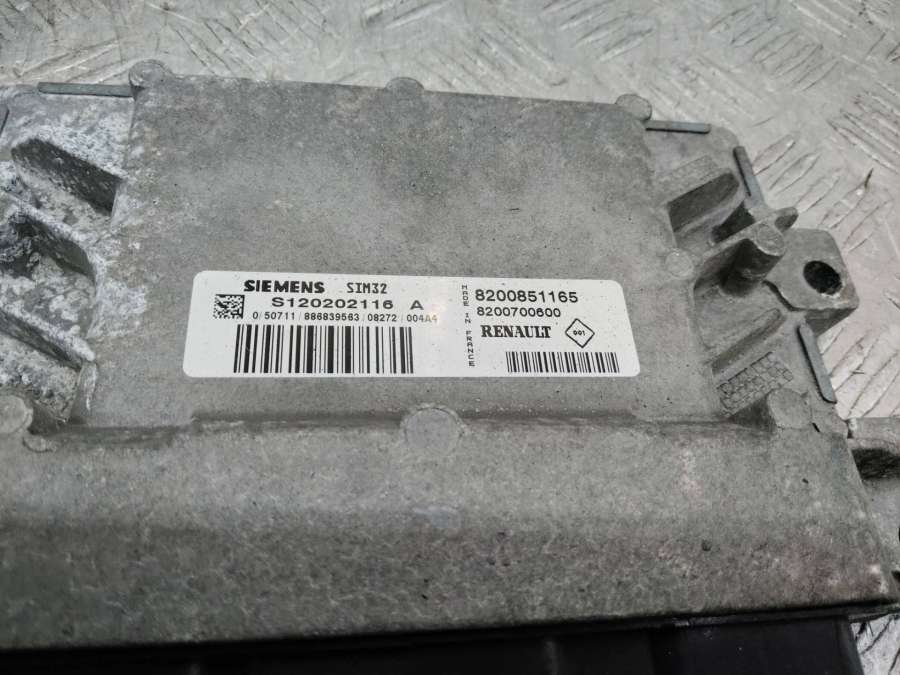 SIEMENS SIM32
S120202116 A
0/50711/886839563/08272/004A4
MADE IN FRANCE
8200851165
8200700600
RENAULT 001